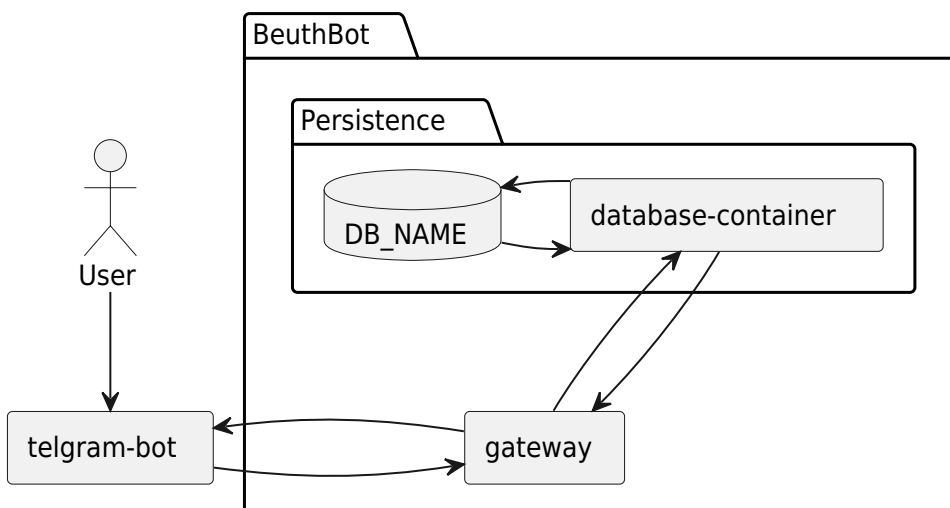 BeuthBot
Persistence
DB_NAME
database-container
User
telgram-bot
gateway